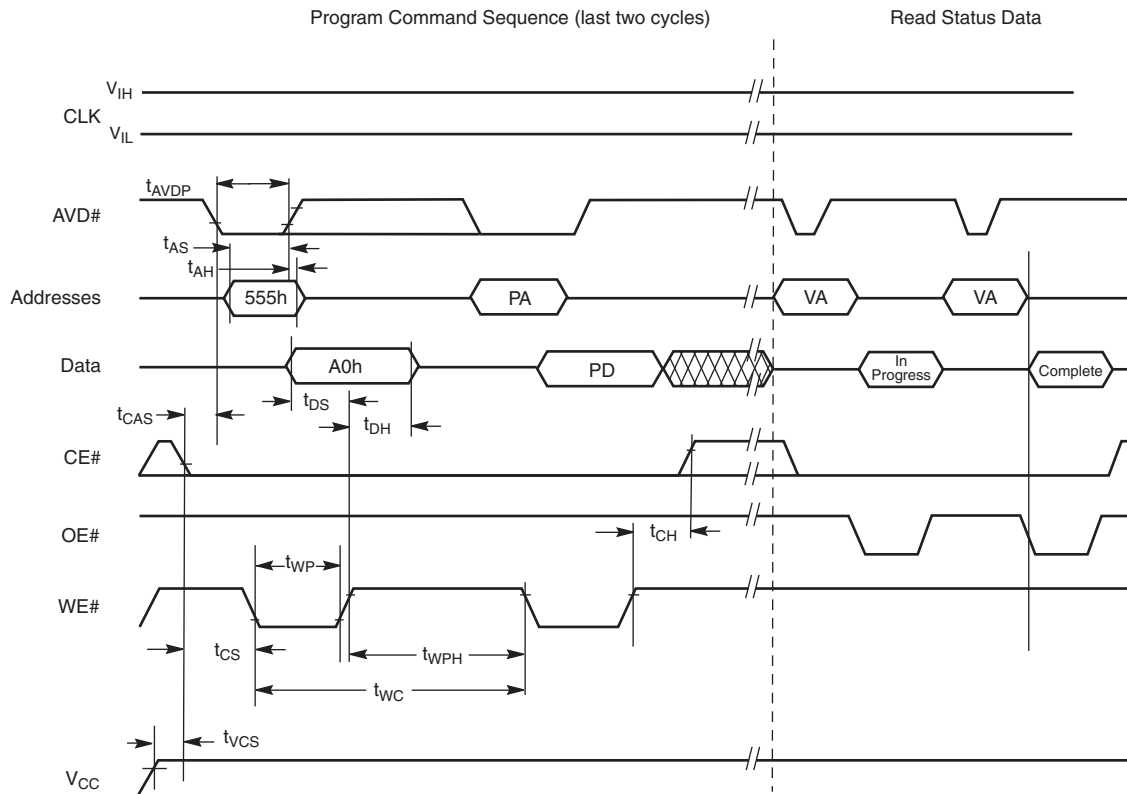 Program Command Sequence (last two cycles)
Read Status Data
VIH
CLK
VIL
tAVDP
AVD#
tAS
tAH
Addresses
555h
PA
VA
VA
Data
A0h
PD
In
Progress
Complete
tDS
tCAS
tDH
CE#
OE#
tCH
tWP
WE#
tCS
tWPH
tWC
tVCS
VCC